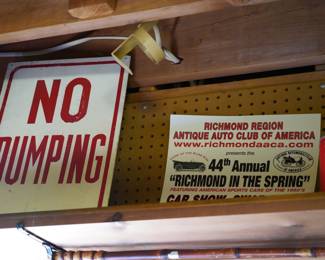 NO
DUMPING
RICHMOND REGION
ANTIQUE AUTO CLUB OF AMERICA
www.richmondaaca.com
presents the
44th Annual
"RICHMOND IN THE SPRING"
FEATURING AMERICAN SPORTS CARS OF THE 1950'S
CAR SHOW,